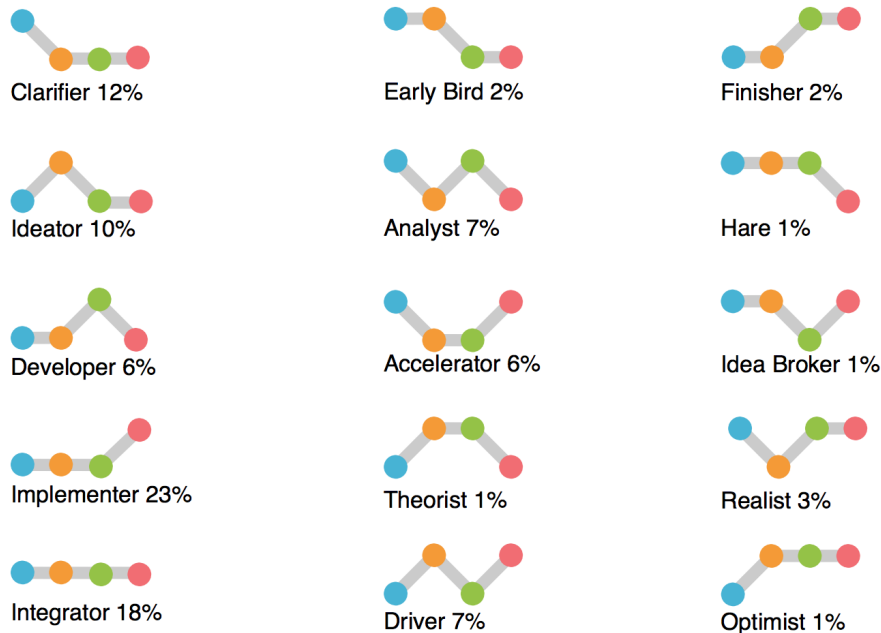 Clarifier 12%
Early Bird 2%
Finisher 2%
Ideator 10%
Analyst 7%
Hare 1%
Developer 6%
Accelerator 6%
Idea Broker 1%
Implementer 23%
Theorist 1%
Realist 3%
Integrator 18%
Driver 7%
Optimist 1%